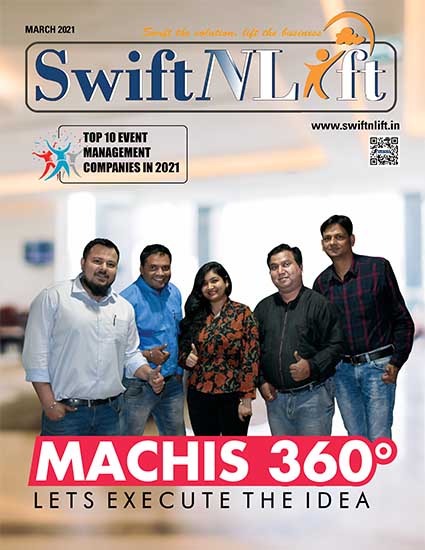 MARCH 2021
Swift the solution, lift the business
SwiftNLift
www.swiftnlift.in
TOP 10 EVENT
MANAGEMENT
COMPANIES IN 2021
MACHIS 360°
LETS EXECUTE THE IDEA